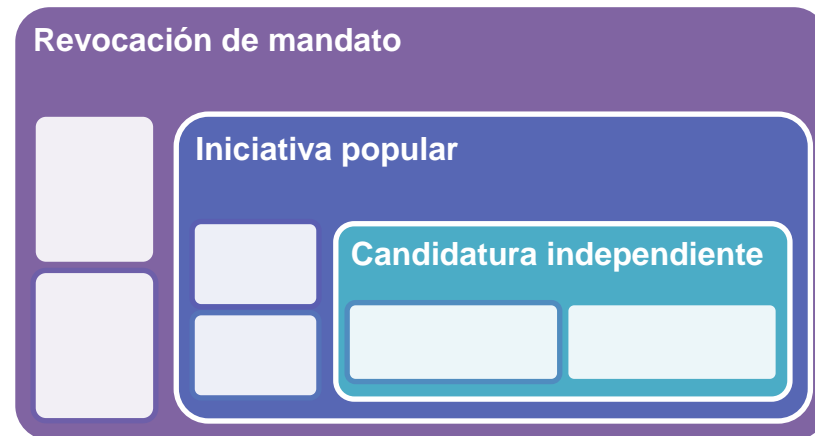 Revocación de mandato
Iniciativa popular
Candidatura independiente